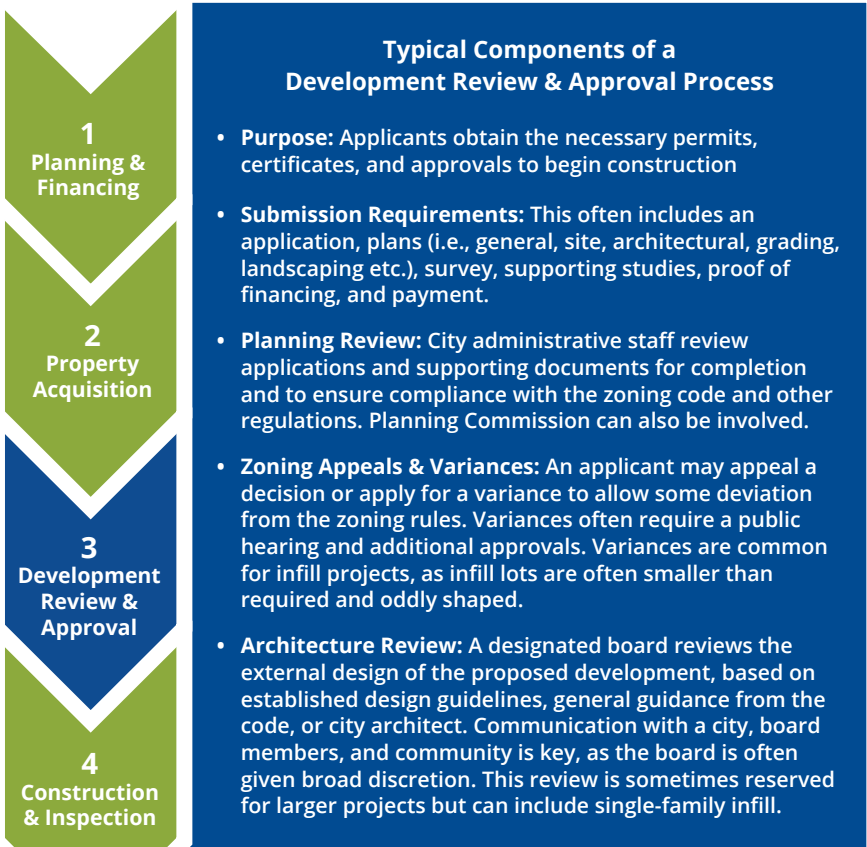 1
Planning &
Financing
2
Property
Acquisition
3
Development
Review &
Approval
4
Construction
& Inspection
Typical Components of a
Development Review & Approval Process
• Purpose: Applicants obtain the necessary permits,
certificates, and approvals to begin construction
• Submission Requirements: This often includes an
application, plans (i.e., general, site, architectural, grading,
landscaping etc.), survey, supporting studies, proof of
financing, and payment.
• Planning Review: City administrative staff review
applications and supporting documents for completion
and to ensure compliance with the zoning code and other
regulations. Planning Commission can also be involved.
• Zoning Appeals & Variances: An applicant may appeal a
decision or apply for a variance to allow some deviation
from the zoning rules. Variances often require a public
hearing and additional approvals. Variances are common
for infill projects, as infill lots are often smaller than
required and oddly shaped.
• Architecture Review: A designated board reviews the
external design of the proposed development, based on
established design guidelines, general guidance from the
code, or city architect. Communication with a city, board
members, and community is key, as the board is often
given broad discretion. This review is sometimes reserved
for larger projects but can include single-family infill.